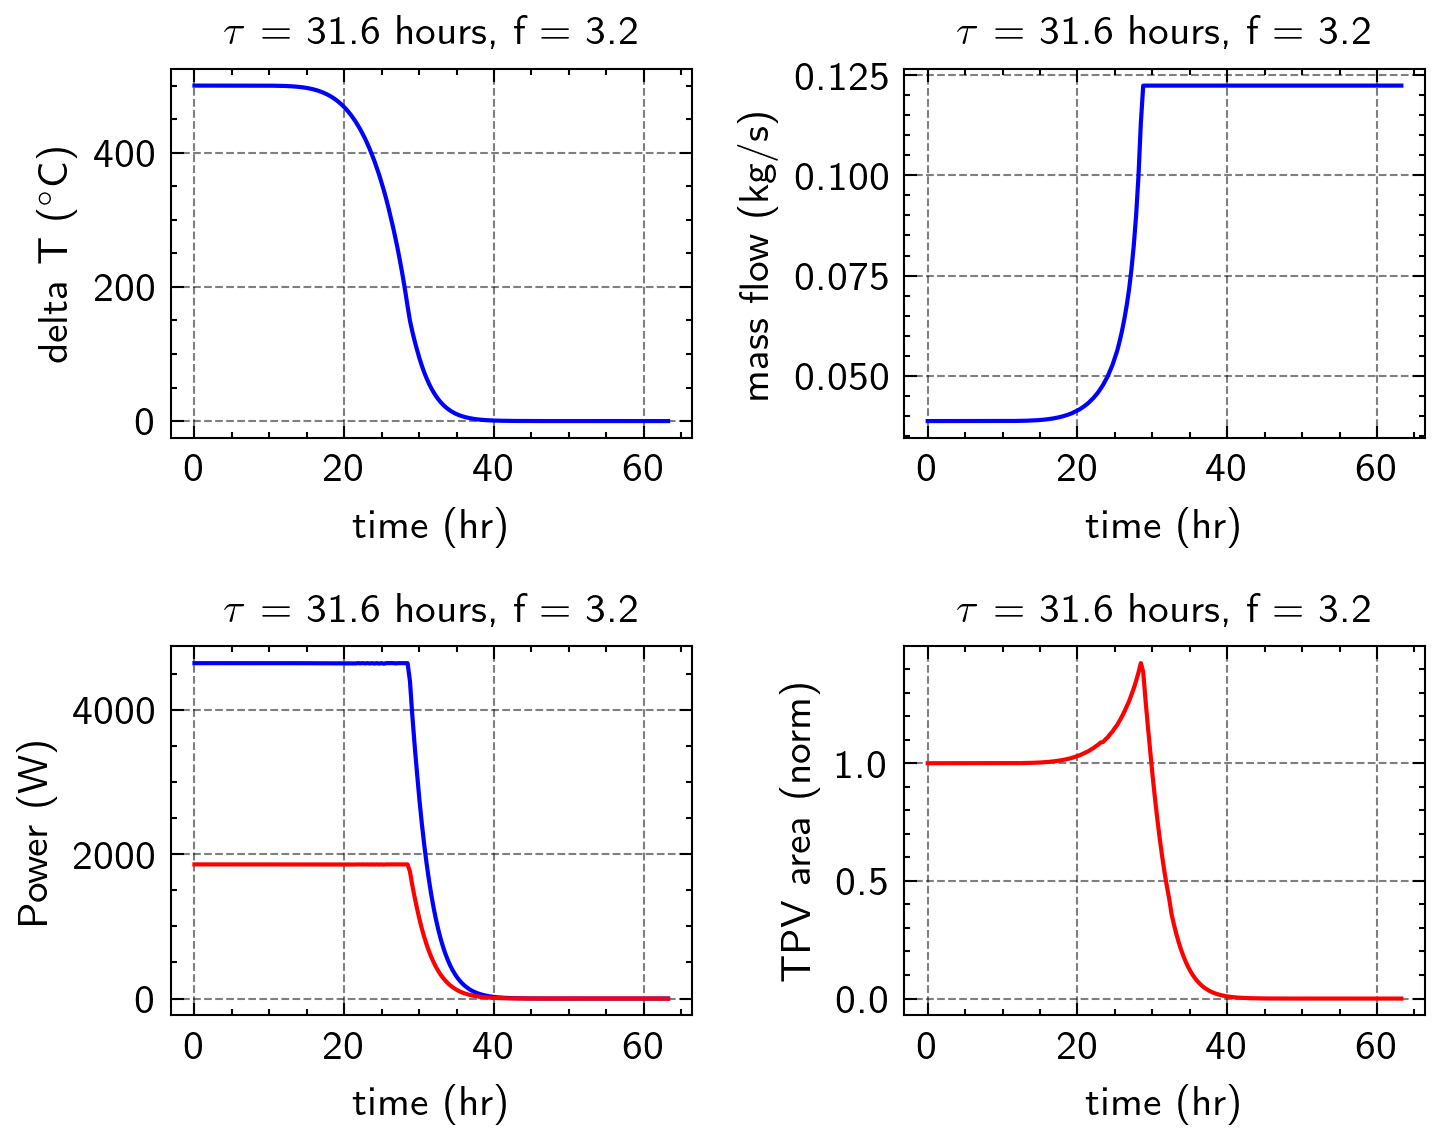 τ = 31.6 hours, f = 3.2
delta T (°C)
400
200
0
0 20 40 60
time (hr)
τ = 31.6 hours, f = 3.2
mass flow (kg/s)
0.125
0.100
0.075
0.050
0 20 40 60
time (hr)
τ = 31.6 hours, f = 3.2
Power (W)
4000
2000
0
0 20 40 60
time (hr)
τ = 31.6 hours, f = 3.2
TPV area (norm)
1.0
0.5
0.0
0 20 40 60
time (hr)